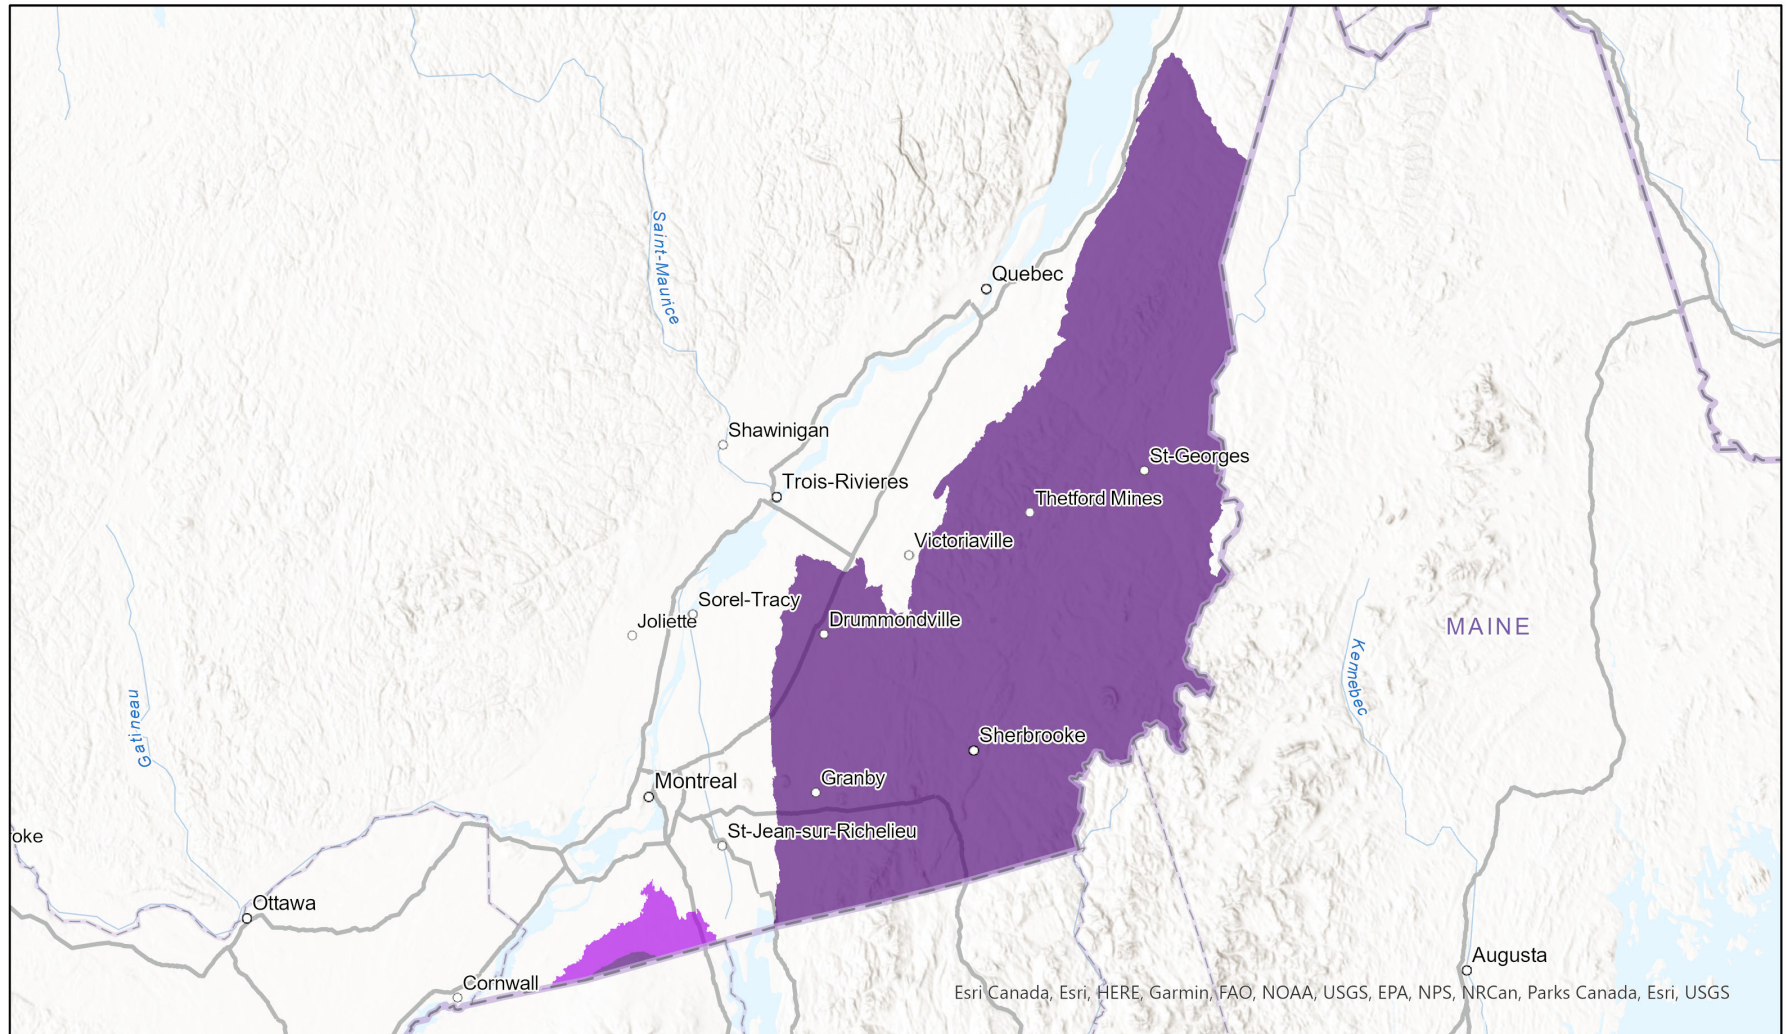 Saint-Maurice
Quebec
Shawinigan
St-Georges
Trois-Rivieres
Thetford Mines
Victoriaville
Sorel-Tracy
Joliette
Drummondville
MAINE
Kennebec
Gatineau
Sherbrooke
Montreal
Granby
St-Jean-sur-Richelieu
oke
Ottawa
Augusta
Cornwall
Esri Canada, Esri, HERE, Garmin, FAO, NOAA, USGS, EPA, NPS, NRCan, Parks Canada, Esri, USGS